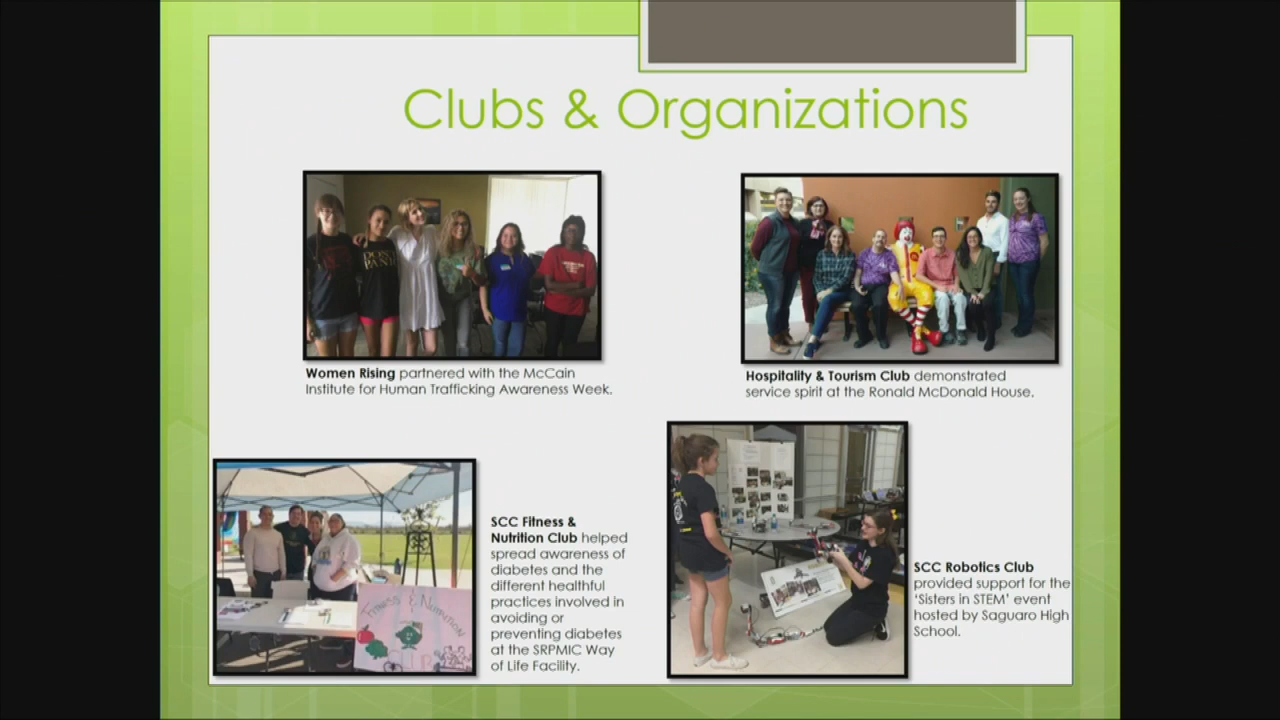 Clubs & Organizations
Women Rising partnered with the McCain
Institute for Human Trafficking Awareness Week.
Hospitality & Tourism Club demonstrated
service spirit at the Ronald McDonald House.
SCC Fitness &
Nutrition Club helped
spread awareness of
diabetes and the
different healthful
practices involved in
avoiding or
preventing diabetes
at the SRPMIC Way
of Life Facility.
Fitness & Nutrition
CLUB
SCC Robotics Club
provided support for the
‘Sisters in STEM’ event
hosted by Saguaro High
School.